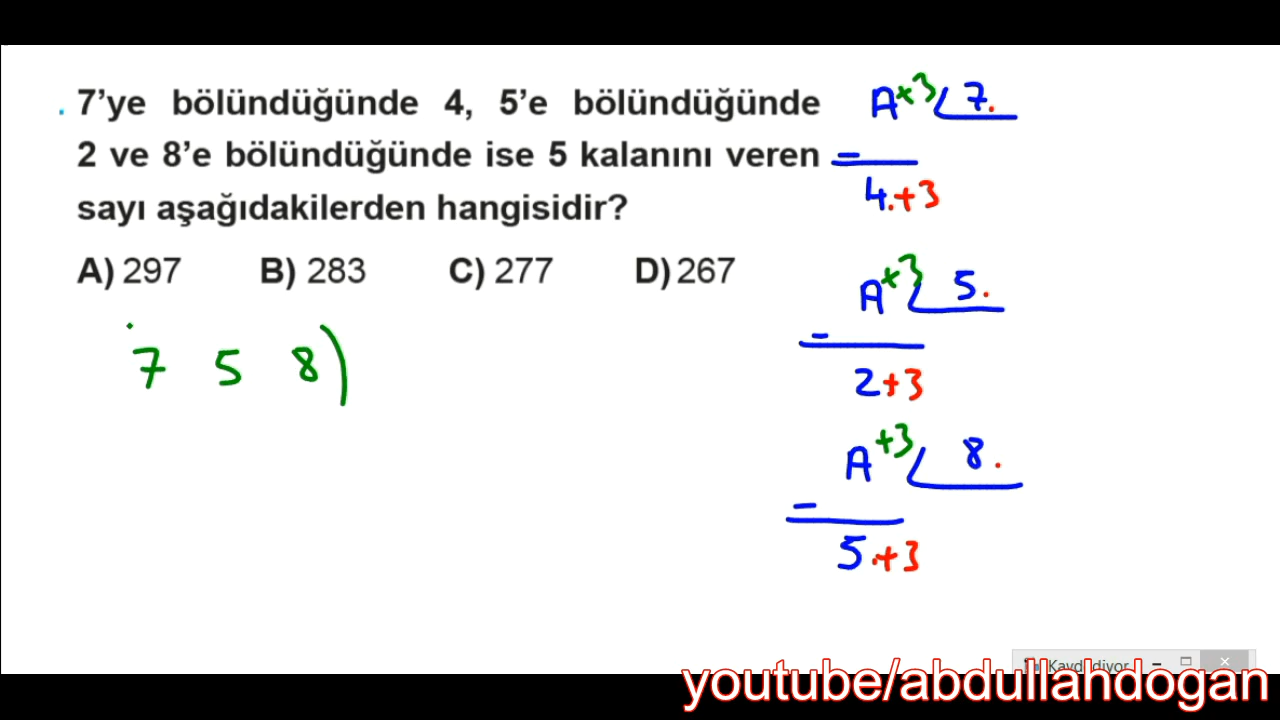 . 7’ye bölündüğünde 4, 5’e bölündüğünde
2 ve 8’e bölündüğünde ise 5 kalanını veren
sayı aşağıdakilerden hangisidir?
A) 297 B) 283 C) 277 D) 267
7 5 8)
A+3 7.
-
4.+3
A+3 5.
-
2+3
A+3 8.
-
5.+3
Kaydediyor
youtube/abdullahdogan